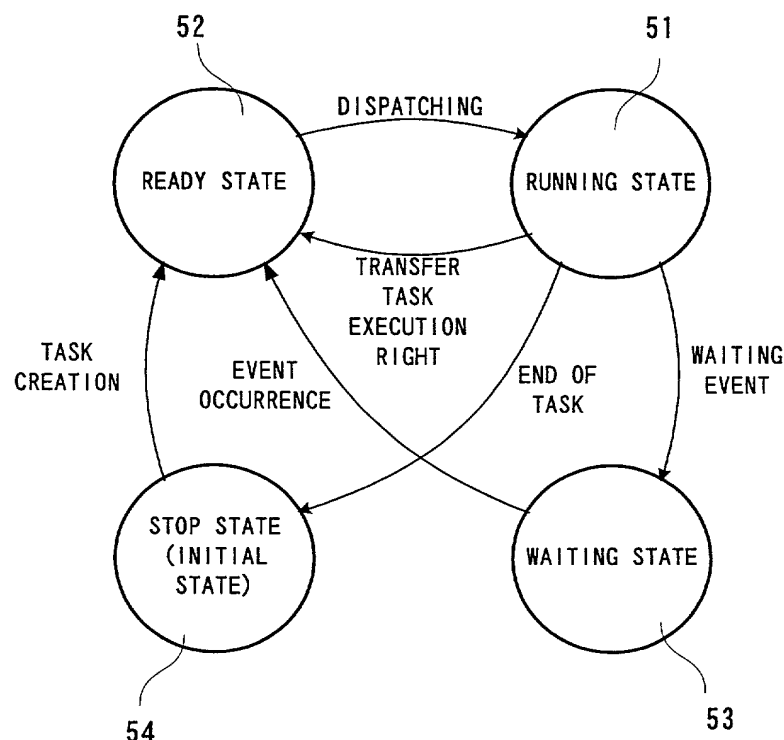 52
51
DISPATCHING
READY STATE
RUNNING STATE
TRANSFER
TASK
EXECUTION
RIGHT
TASK
CREATION
EVENT
OCCURRENCE
END OF
TASK
WAITING
EVENT
STOP STATE
(INITIAL
STATE)
WAITING STATE
54
53